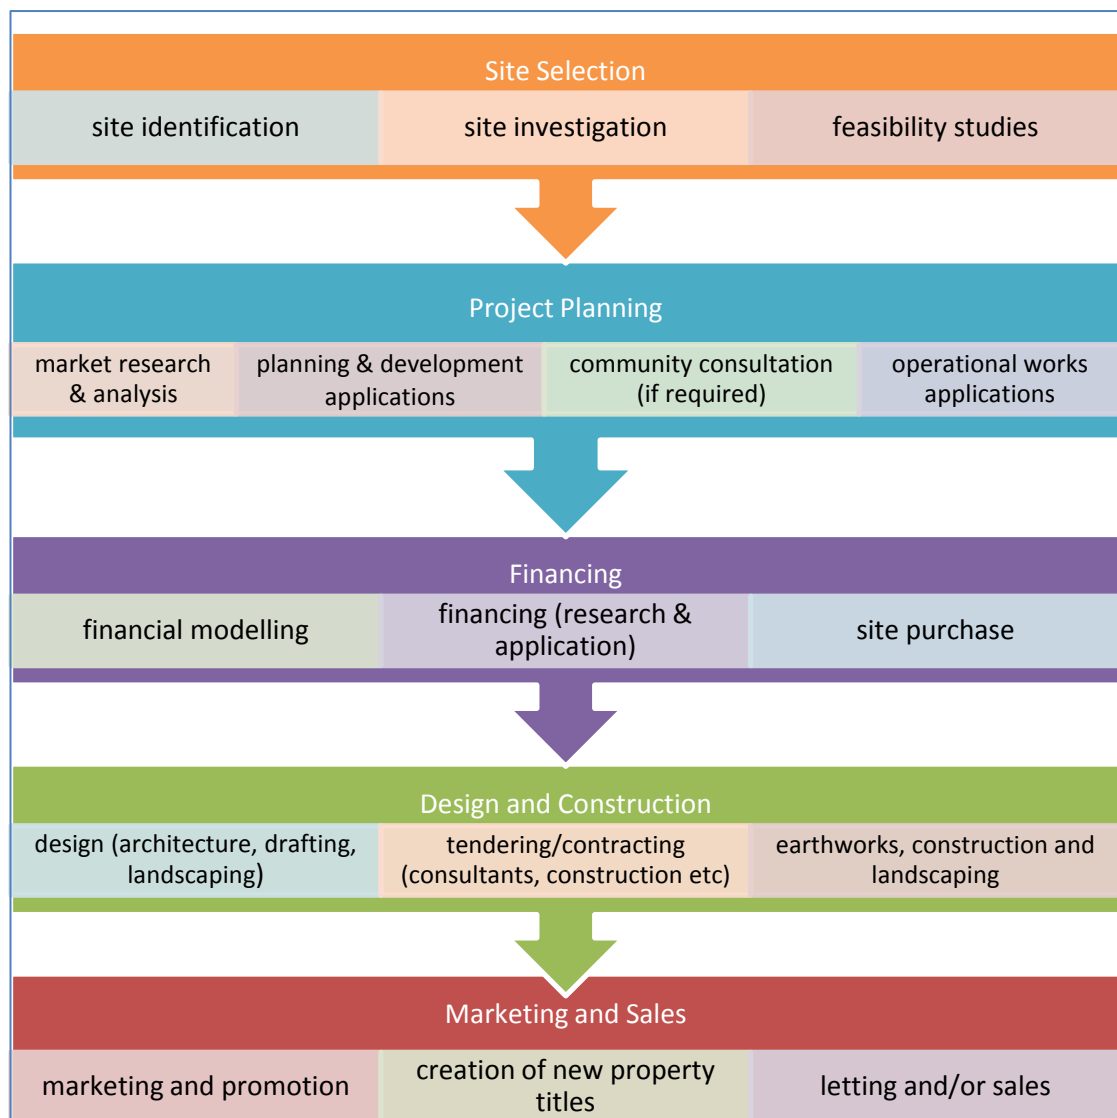 Site Selection
site identification
site investigation
feasibility studies
Project Planning
market research
& analysis
planning & development
applications
community consultation
(if required)
operational works
applications
Financing
financial modelling
financing (research &
application)
site purchase
Design and Construction
design (architecture, drafting,
landscaping)
tendering/contracting
(consultants, construction etc)
earthworks, construction and
landscaping
Marketing and Sales
marketing and promotion
creation of new property
titles
letting and/or sales